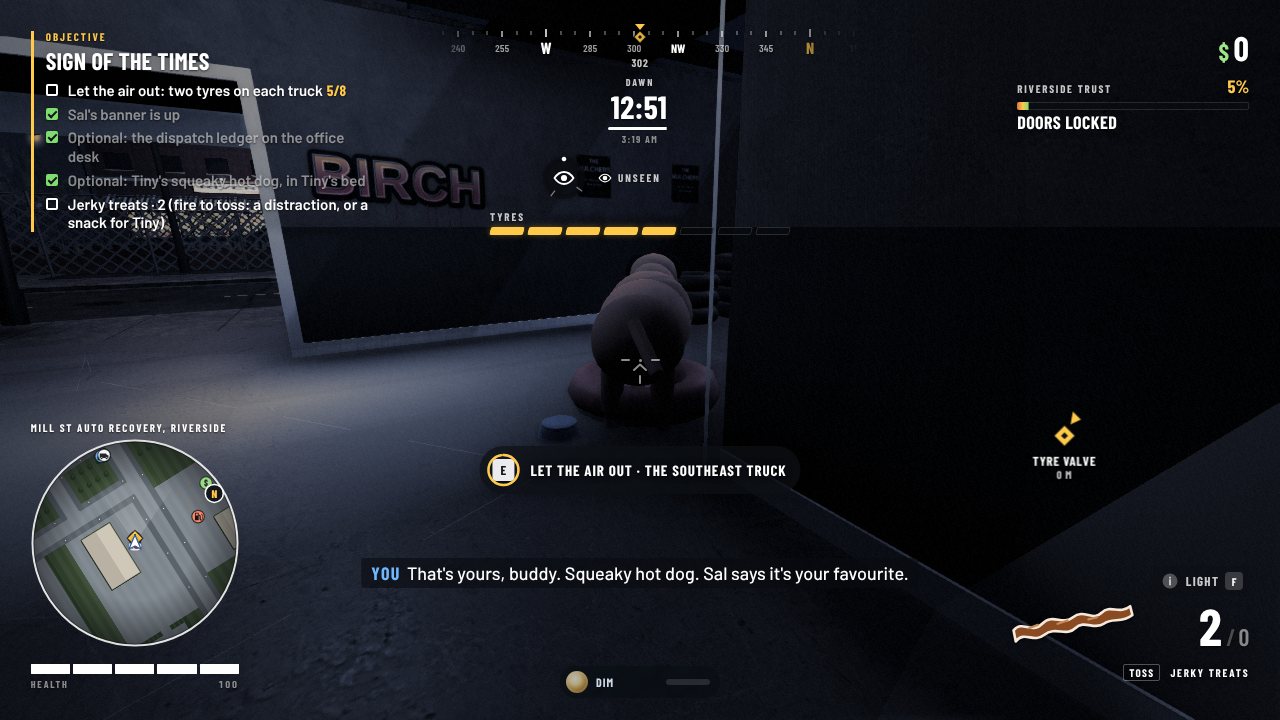 OBJECTIVE
SIGN OF THE TIMES
Let the air out: two tyres on each truck 5/8
Sal's banner is up
Optional: the dispatch ledger on the office
desk
Optional: Tiny's squeaky hot dog, in Tiny's bed
Jerky treats · 2 (fire to toss: a distraction, or a
snack for Tiny)
240 255 W 285 300 NW 330 345 N
302
DAWN
12:51
3:19 AM
UNSEEN
TYRES
$ 0
RIVERSIDE TRUST 5%
DOORS LOCKED
BIRCH
TYRE VALVE
0 M
E LET THE AIR OUT · THE SOUTHEAST TRUCK
YOU That's yours, buddy. Squeaky hot dog. Sal says it's your favourite.
MILL ST AUTO RECOVERY, RIVERSIDE
$
N
HEALTH 100
DIM
LIGHT F
2 / 0
TOSS JERKY TREATS